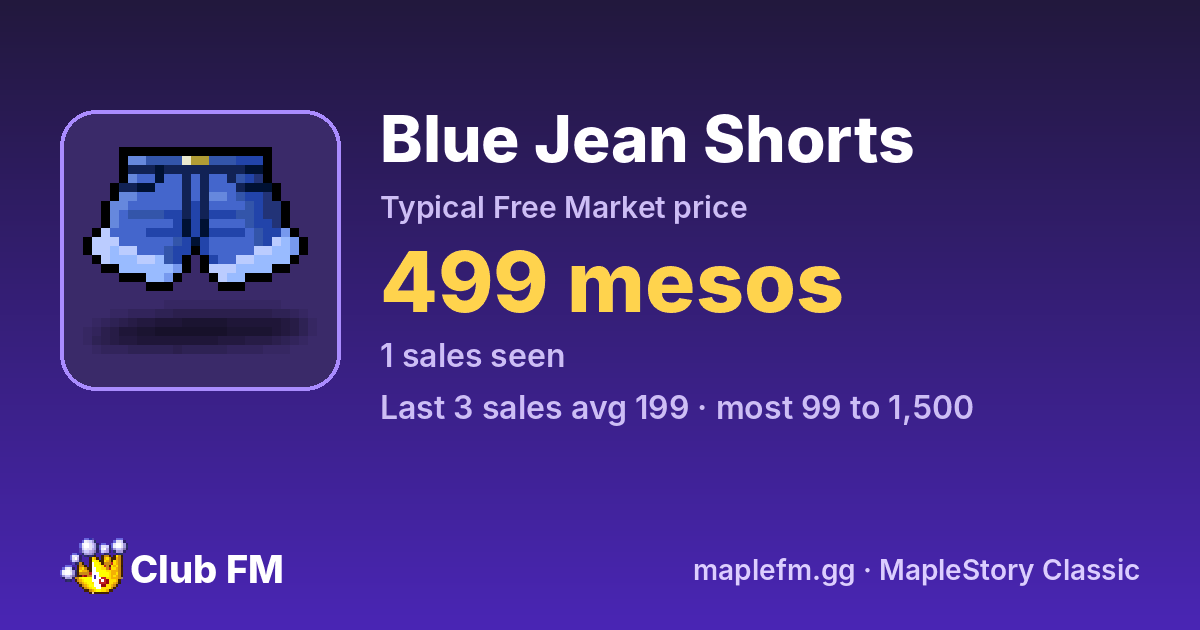 Blue Jean Shorts
Typical Free Market price
499 mesos
1 sales seen
Last 3 sales avg 199 · most 99 to 1,500
Club FM
maplefm.gg · MapleStory Classic